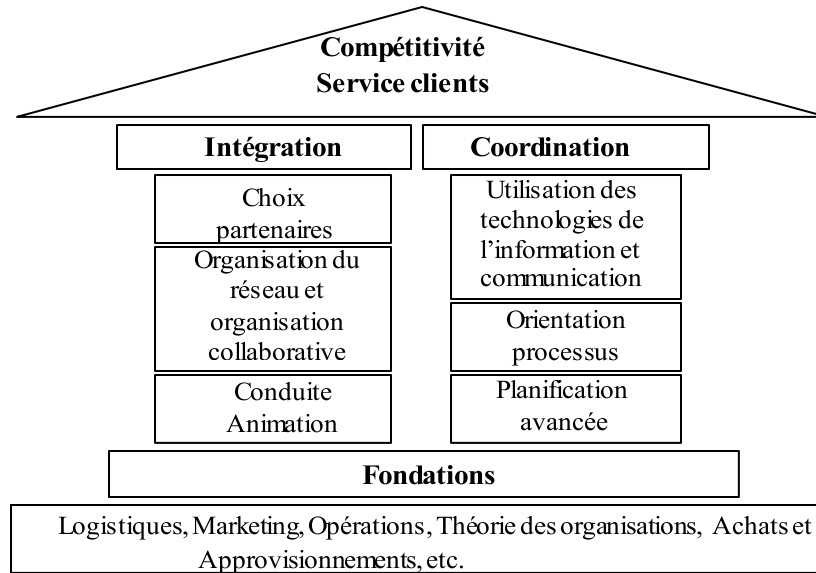 Compétitivité
Service clients
Intégration
Choix
partenaires
Organisation du
réseau et
organisation
collaborative
Conduite
Animation
Coordination
Utilisation des
technologies de
l'information et
communication
Orientation
processus
Planification
avancée
Fondations
Logistiques, Marketing, Opérations, Théorie des organisations, Achats et
Approvisionnements, etc.